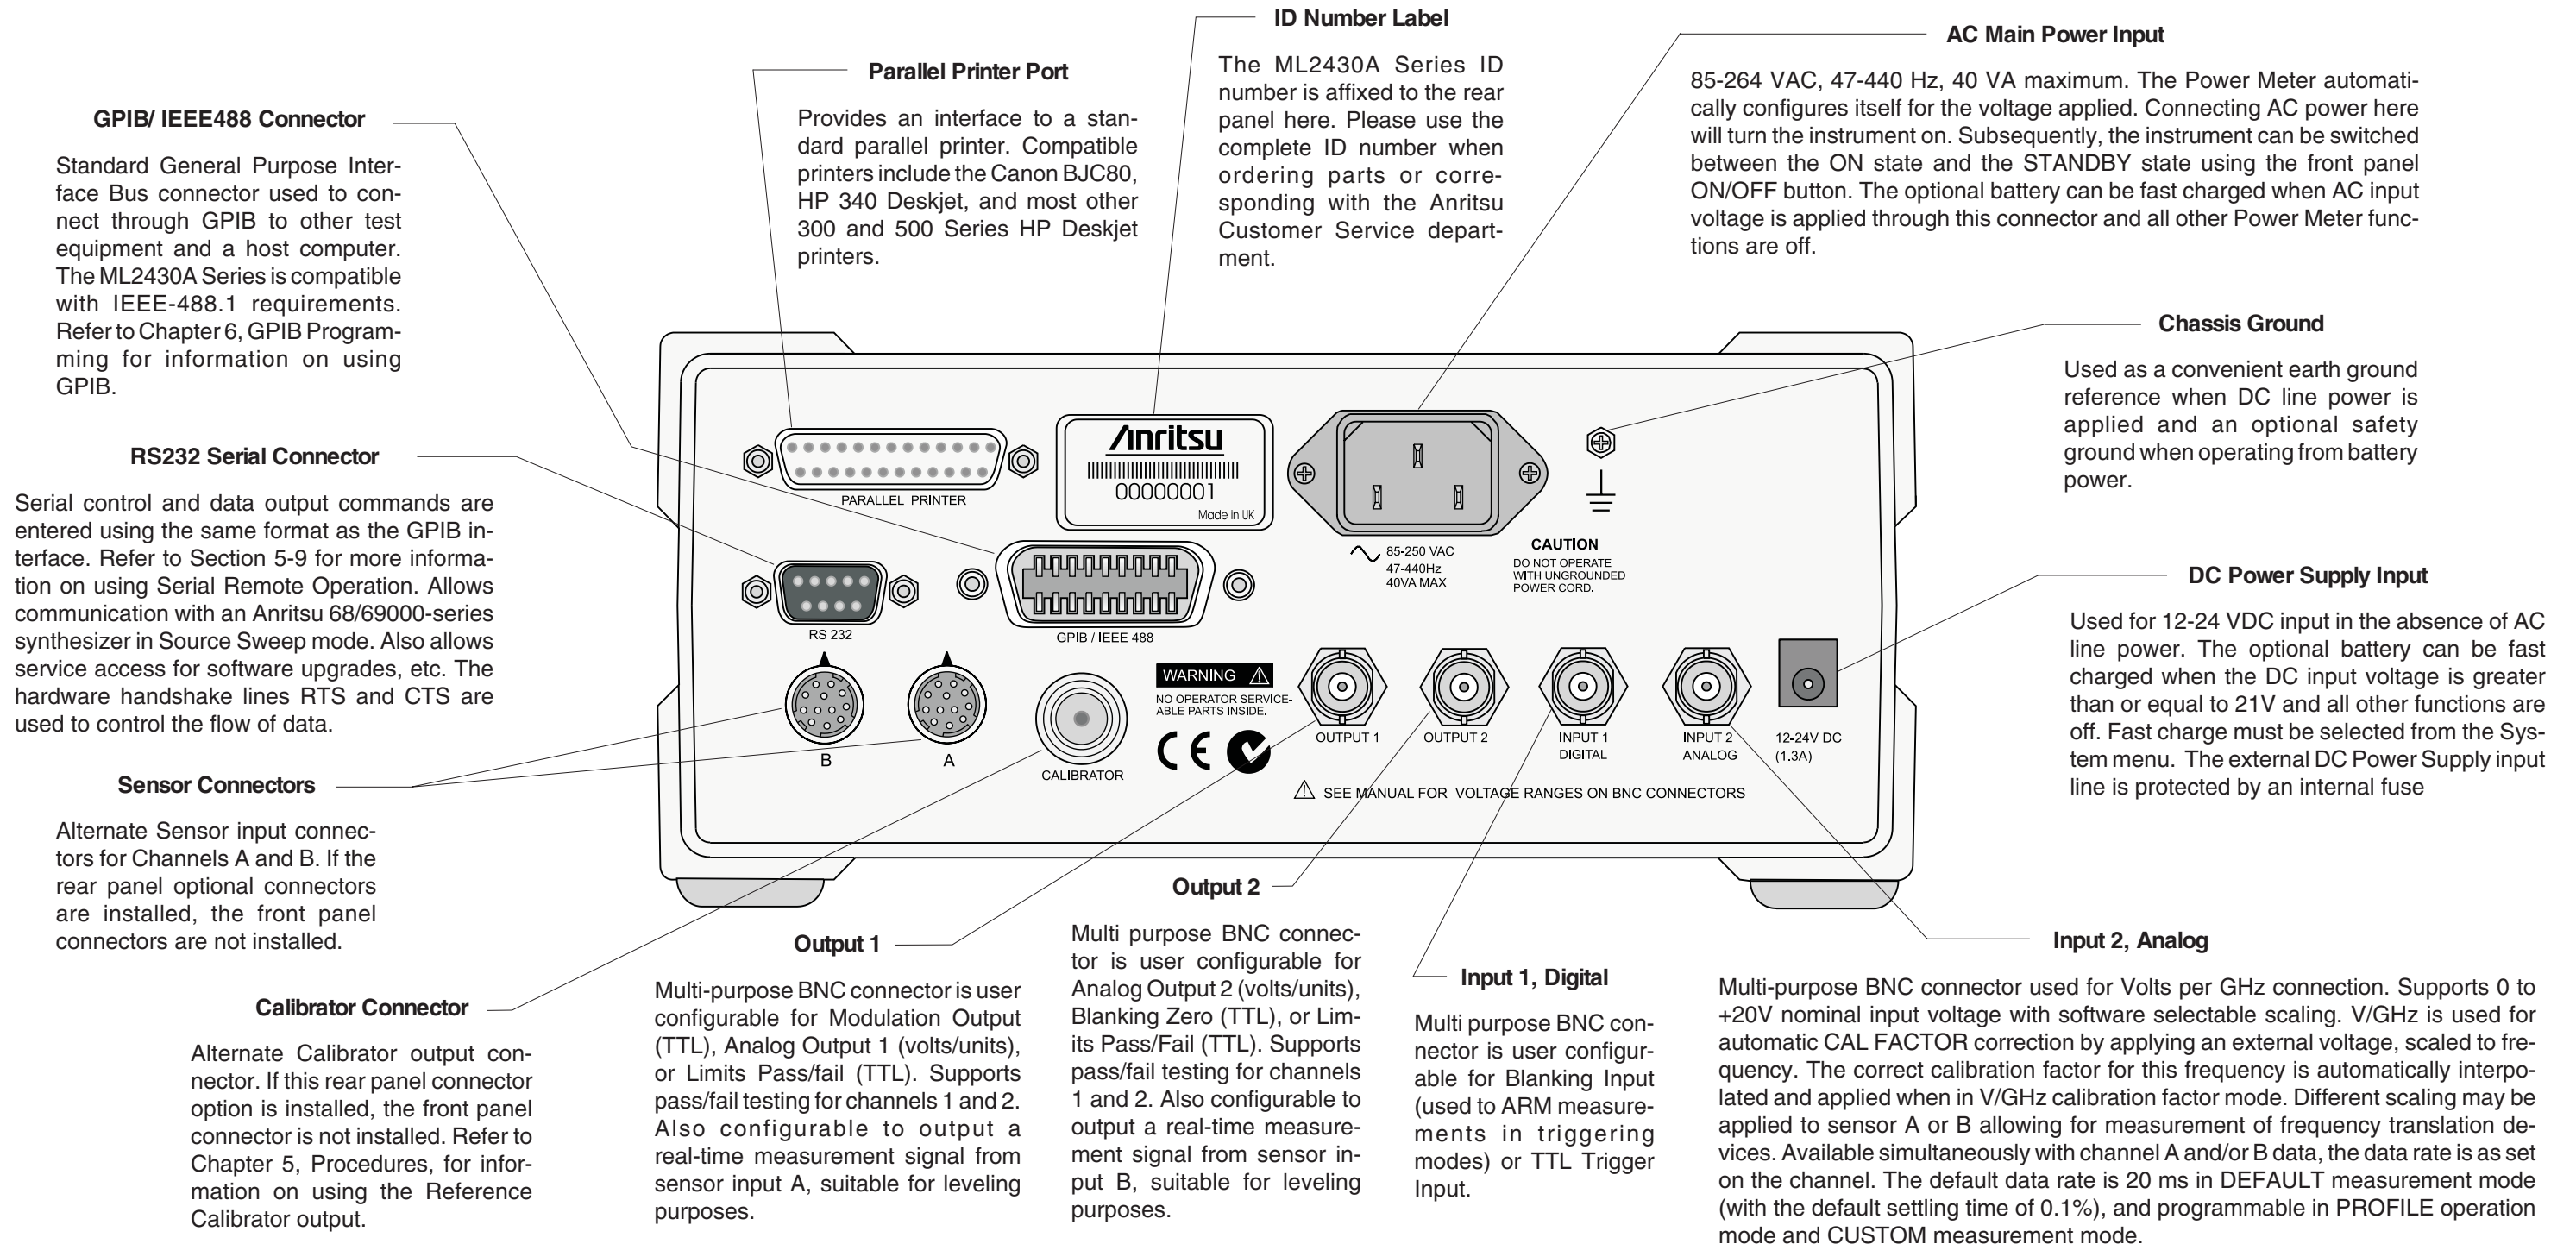 ID Number Label
The ML2430A Series ID
number is affixed to the rear
panel here. Please use the
complete ID number when
ordering parts or corre-
sponding with the Anritsu
Customer Service depart-
ment.
AC Main Power Input
85-264 VAC, 47-440 Hz, 40 VA maximum. The Power Meter automati-
cally configures itself for the voltage applied. Connecting AC power here
will turn the instrument on. Subsequently, the instrument can be switched
between the ON state and the STANDBY state using the front panel
ON/OFF button. The optional battery can be fast charged when AC input
voltage is applied through this connector and all other Power Meter func-
tions are off.
Parallel Printer Port
Provides an interface to a stan-
dard parallel printer. Compatible
printers include the Canon BJC80,
HP 340 Deskjet, and most other
300 and 500 Series HP Deskjet
printers.
GPIB/ IEEE488 Connector
Standard General Purpose Inter-
face Bus connector used to con-
nect through GPIB to other test
equipment and a host computer.
The ML2430A Series is compatible
with IEEE-488.1 requirements.
Refer to Chapter 6, GPIB Program-
ming for information on using
GPIB.
Chassis Ground
Used as a convenient earth ground
reference when DC line power is
applied and an optional safety
ground when operating from battery
power.
RS232 Serial Connector
Serial control and data output commands are
entered using the same format as the GPIB in-
terface. Refer to Section 5-9 for more informa-
tion on using Serial Remote Operation. Allows
communication with an Anritsu 68/69000-series
synthesizer in Source Sweep mode. Also allows
service access for software upgrades, etc. The
hardware handshake lines RTS and CTS are
used to control the flow of data.
PARALLEL PRINTER
Anritsu
00000001
Made in UK
85-250 VAC
47-440Hz
40VA MAX
CAUTION
DO NOT OPERATE
WITH UNGROUNDED
POWER CORD.
RS 232
GPIB / IEEE 488
DC Power Supply Input
Used for 12-24 VDC input in the absence of AC
line power. The optional battery can be fast
charged when the DC input voltage is greater
than or equal to 21V and all other functions are
off. Fast charge must be selected from the Sys-
tem menu. The external DC Power Supply input
line is protected by an internal fuse
B
A
CALIBRATOR
WARNING
NO OPERATOR SERVICE-
ABLE PARTS INSIDE.
CE
OUTPUT 1
OUTPUT 2
INPUT 1
DIGITAL
INPUT 2
ANALOG
12-24V DC
(1.3A)
SEE MANUAL FOR VOLTAGE RANGES ON BNC CONNECTORS
Sensor Connectors
Alternate Sensor input connec-
tors for Channels A and B. If the
rear panel optional connectors
are installed, the front panel
connectors are not installed.
Calibrator Connector
Alternate Calibrator output con-
nector. If this rear panel connector
option is installed, the front panel
connector is not installed. Refer to
Chapter 5, Procedures, for infor-
mation on using the Reference
Calibrator output.
Output 1
Multi-purpose BNC connector is user
configurable for Modulation Output
(TTL), Analog Output 1 (volts/units),
or Limits Pass/fail (TTL). Supports
pass/fail testing for channels 1 and 2.
Also configurable to output a
real-time measurement signal from
sensor input A, suitable for leveling
purposes.
Output 2
Multi purpose BNC connec-
tor is user configurable for
Analog Output 2 (volts/units),
Blanking Zero (TTL), or Lim-
its Pass/Fail (TTL). Supports
pass/fail testing for channels
1 and 2. Also configurable to
output a real-time measure-
ment signal from sensor in-
put B, suitable for leveling
purposes.
Input 1, Digital
Multi purpose BNC con-
nector is user configur-
able for Blanking Input
(used to ARM measure-
ments in triggering
modes) or TTL Trigger
Input.
Input 2, Analog
Multi-purpose BNC connector used for Volts per GHz connection. Supports 0 to
+20V nominal input voltage with software selectable scaling. V/GHz is used for
automatic CAL FACTOR correction by applying an external voltage, scaled to fre-
quency. The correct calibration factor for this frequency is automatically interpo-
lated and applied when in V/GHz calibration factor mode. Different scaling may be
applied to sensor A or B allowing for measurement of frequency translation de-
vices. Available simultaneously with channel A and/or B data, the data rate is as set
on the channel. The default data rate is 20 ms in DEFAULT measurement mode
(with the default settling time of 0.1%), and programmable in PROFILE operation
mode and CUSTOM measurement mode.